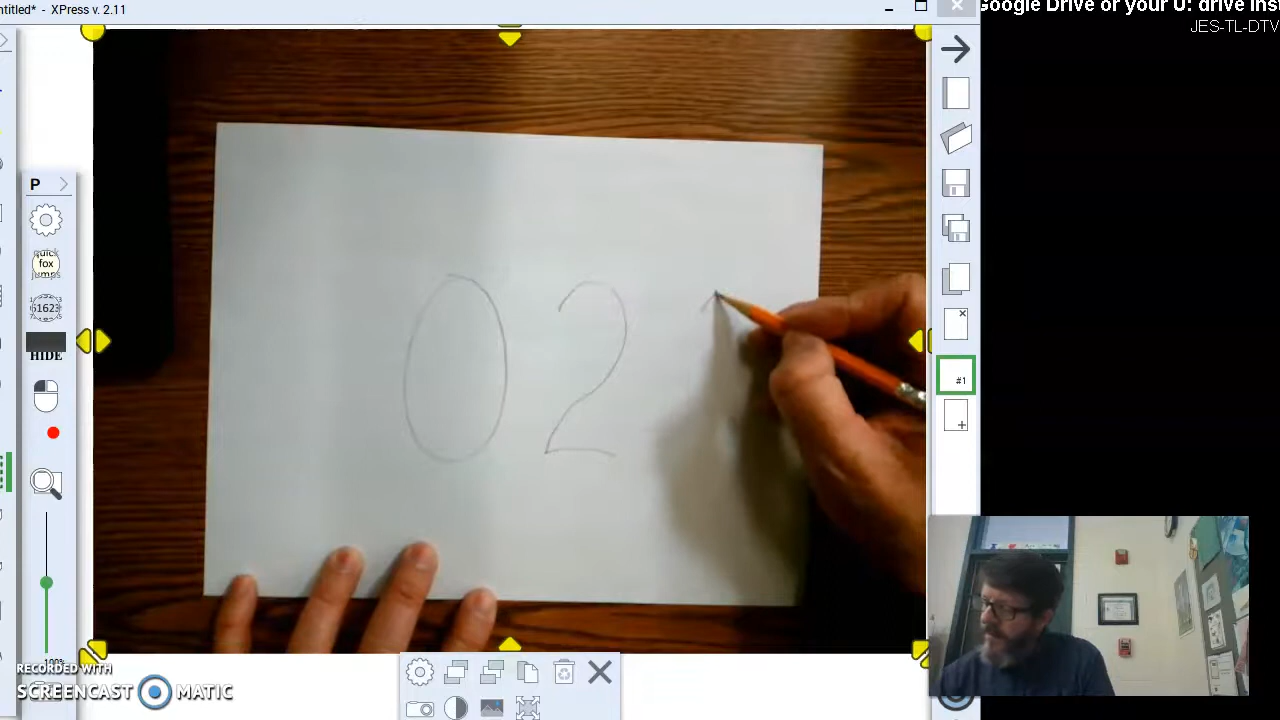 ntitled* - XPress v. 2.11
Google Drive or your U: drive ins
JES-TL-DTV
P
quick
fox
jumps
HIDE
#1
0 2
RECORDED WITH
SCREENCAST MATIC